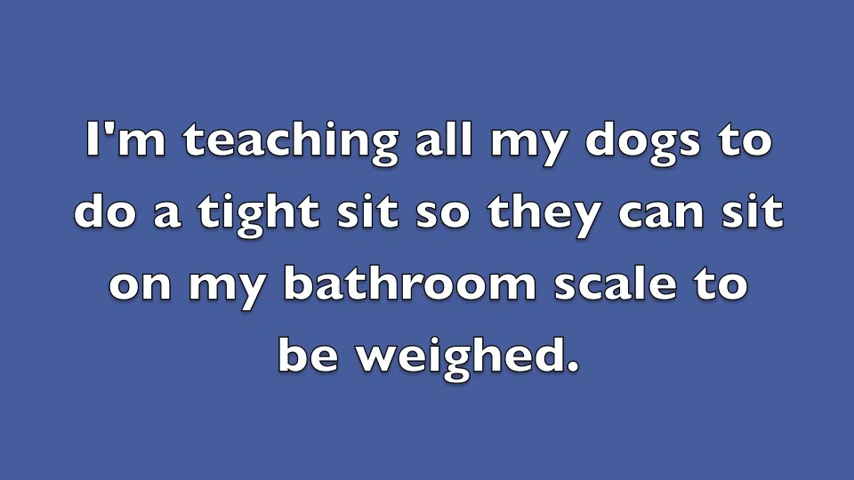 I'm teaching all my dogs to
do a tight sit so they can sit
on my bathroom scale to
be weighed.